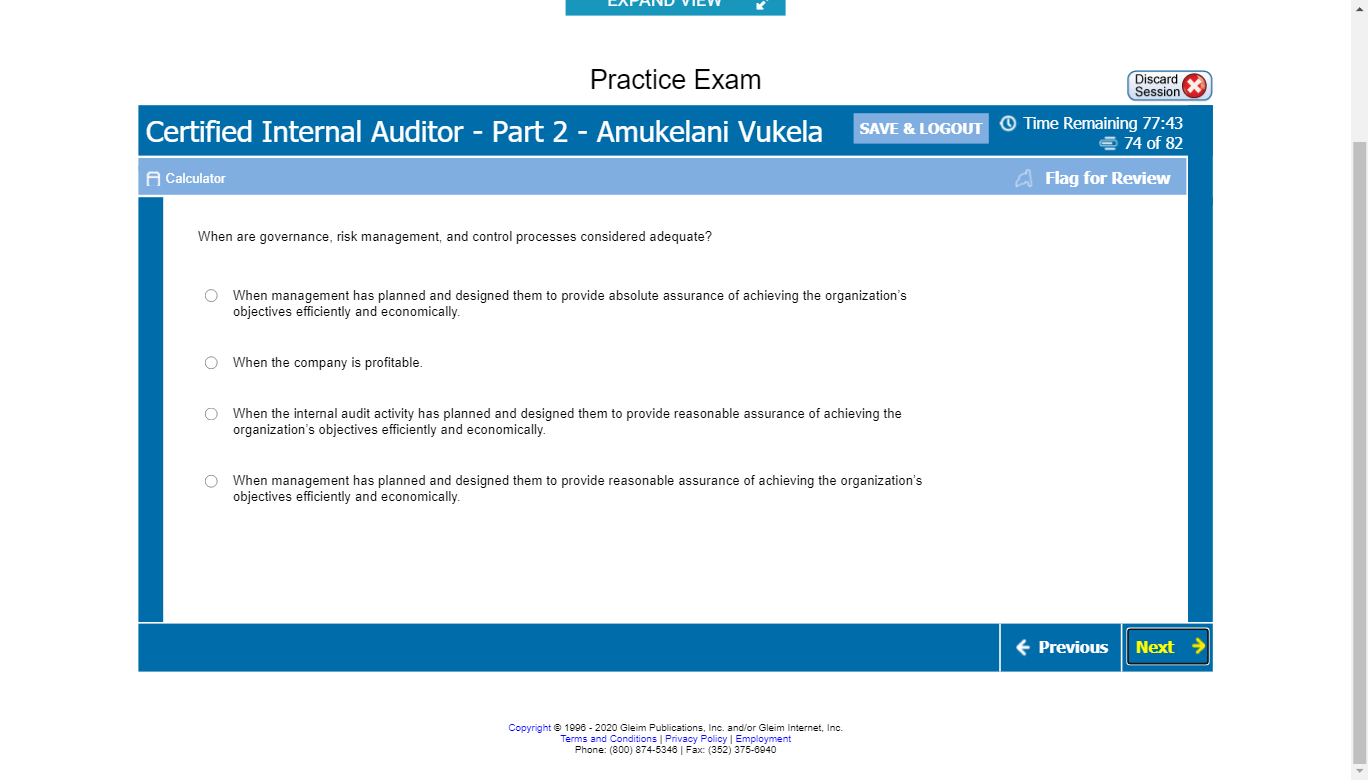 EXPAND VIEW
Practice Exam
Discard
Session
Certified Internal Auditor - Part 2 - Amukelani Vukela
SAVE & LOGOUT
Time Remaining 77:43
74 of 82
Calculator
Flag for Review
When are governance, risk management, and control processes considered adequate?
When management has planned and designed them to provide absolute assurance of achieving the organization's
objectives efficiently and economically.
When the company is profitable.
When the internal audit activity has planned and designed them to provide reasonable assurance of achieving the
organization's objectives efficiently and economically.
When management has planned and designed them to provide reasonable assurance of achieving the organization's
objectives efficiently and economically.
Previous
Next
Copyright © 1996 - 2020 Gleim Publications, Inc. and/or Gleim Internet, Inc.
Terms and Conditions | Privacy Policy | Employment
Phone: (800) 874-5346 | Fax: (352) 375-6940